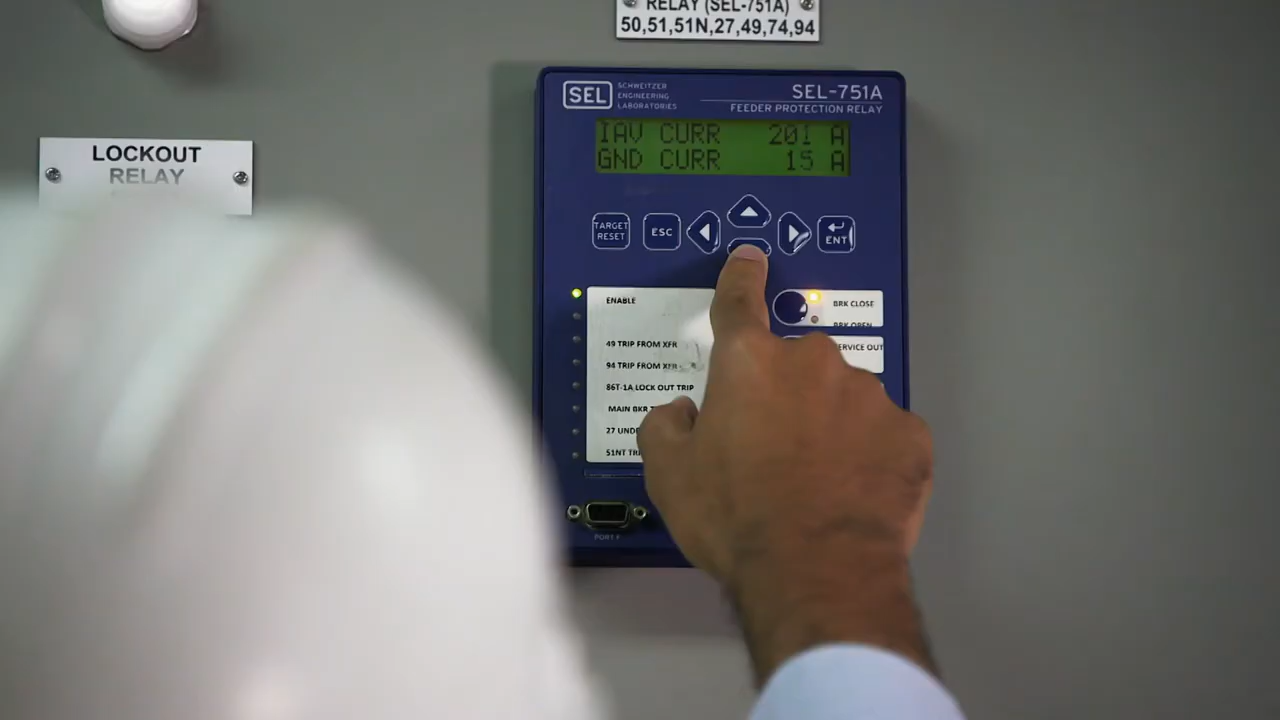 RELAY (SEL-751A)
50,51,51N,27,49,74,94
LOCKOUT
RELAY
SEL
SCHWEITZER
ENGINEERING
LABORATORIES
SEL-751A
FEEDER PROTECTION RELAY
IAV CURR 201 A
GND CURR 15 A
TARGET
RESET
ESC
ENT
ENABLE
49 TRIP FROM XFR
94 TRIP FROM XFR
86T-1A LOCK OUT TRIP
MAIN BKR
27
51NT
BRK CLOSE
BRK OPEN
SERVICE OUT
PORT F